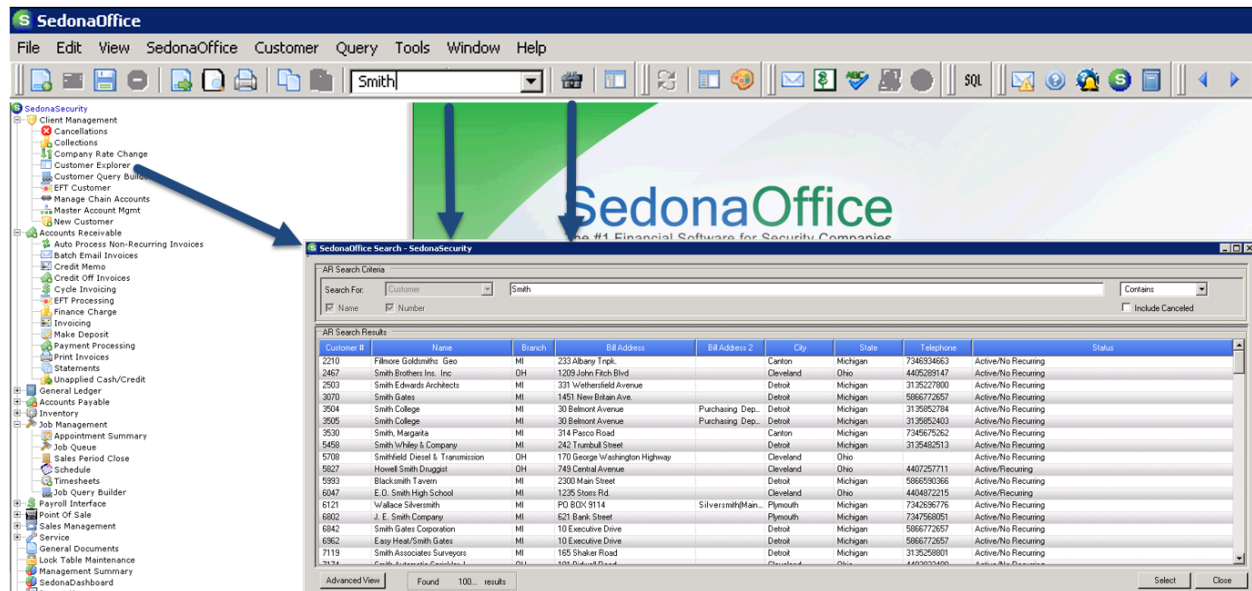 SedonaOffice
File Edit View SedonaOffice Customer Query Tools Window Help
Smith
SQL
SedonaSecurity
Client Management
Cancellations
Collections
Company Rate Change
Customer Explorer
Customer Query Builder
EFT Customer
Manage Chain Accounts
Master Account Mgmt
New Customer
Accounts Receivable
Auto Process Non-Recurring Invoices
Batch Email Invoices
Credit Memo
Credit Off Invoices
Cycle Invoicing
EFT Processing
Finance Charge
Invoicing
Make Deposit
Payment Processing
Print Invoices
Statements
Unapplied Cash/Credit
General Ledger
Accounts Payable
Inventory
Job Management
Appointment Summary
Job Queue
Sales Period Close
Schedule
Timesheets
Job Query Builder
Payroll Interface
Point Of Sale
Sales Management
Service
General Documents
Lock Table Maintenance
Management Summary
SedonaDashboard
SedonaOffice
The #1 Financial Software for Security Companies
SedonaOffice Search - SedonaSecurity
AR Search Criteria
Search For: Customer Smith Contains
Name Number Include Canceled
AR Search Results
Customer # Name Branch Bill Address Bill Address 2 City State Telephone Status
2210 Fillmore Goldsmiths Geo MI 233 Albany Tnpk. Canton Michigan 7346934663 Active/No Recurring
2467 Smith Brothers Ins. Inc OH 1209 John Fitch Blvd Cleveland Ohio 4405289147 Active/No Recurring
2503 Smith Edwards Architects MI 331 Wethersfield Avenue Detroit Michigan 3135227800 Active/No Recurring
3070 Smith Gates MI 1451 New Britain Ave. Detroit Michigan 5866772657 Active/No Recurring
3504 Smith College MI 30 Belmont Avenue Purchasing Dep... Detroit Michigan 3135852784 Active/No Recurring
3505 Smith College MI 30 Belmont Avenue Purchasing Dep... Detroit Michigan 3135852403 Active/No Recurring
3530 Smith, Margarita MI 314 Pasco Road Canton Michigan 7345675262 Active/No Recurring
5458 Smith Whiley & Company MI 242 Trumbull Street Detroit Michigan 3135482513 Active/No Recurring
5708 Smithfield Diesel & Transmission OH 170 George Washington Highway Cleveland Ohio Active/No Recurring
5827 Howell Smith Druggist OH 749 Central Avenue Cleveland Ohio 4407257711 Active/Recurring
5993 Blacksmith Tavern MI 2300 Main Street Detroit Michigan 5866590366 Active/No Recurring
6047 E.O. Smith High School MI 1235 Storrs Rd. Cleveland Ohio 4404872215 Active/Recurring
6121 Wallace Silversmith MI PO BOX 9114 Silversmith(Main... Plymouth Michigan 7342696776 Active/No Recurring
6802 J. E. Smith Company MI 621 Bank Street Plymouth Michigan 7347568051 Active/No Recurring
6842 Smith Gates Corporation MI 10 Executive Drive Detroit Michigan 5866772657 Active/No Recurring
6962 Easy Heat/Smith Gates MI 10 Executive Drive Detroit Michigan 5866772657 Active/No Recurring
7119 Smith Associates Surveyors MI 165 Shaker Road Detroit Michigan 3135258801 Active/No Recurring
Advanced View Found 100... results Select Close